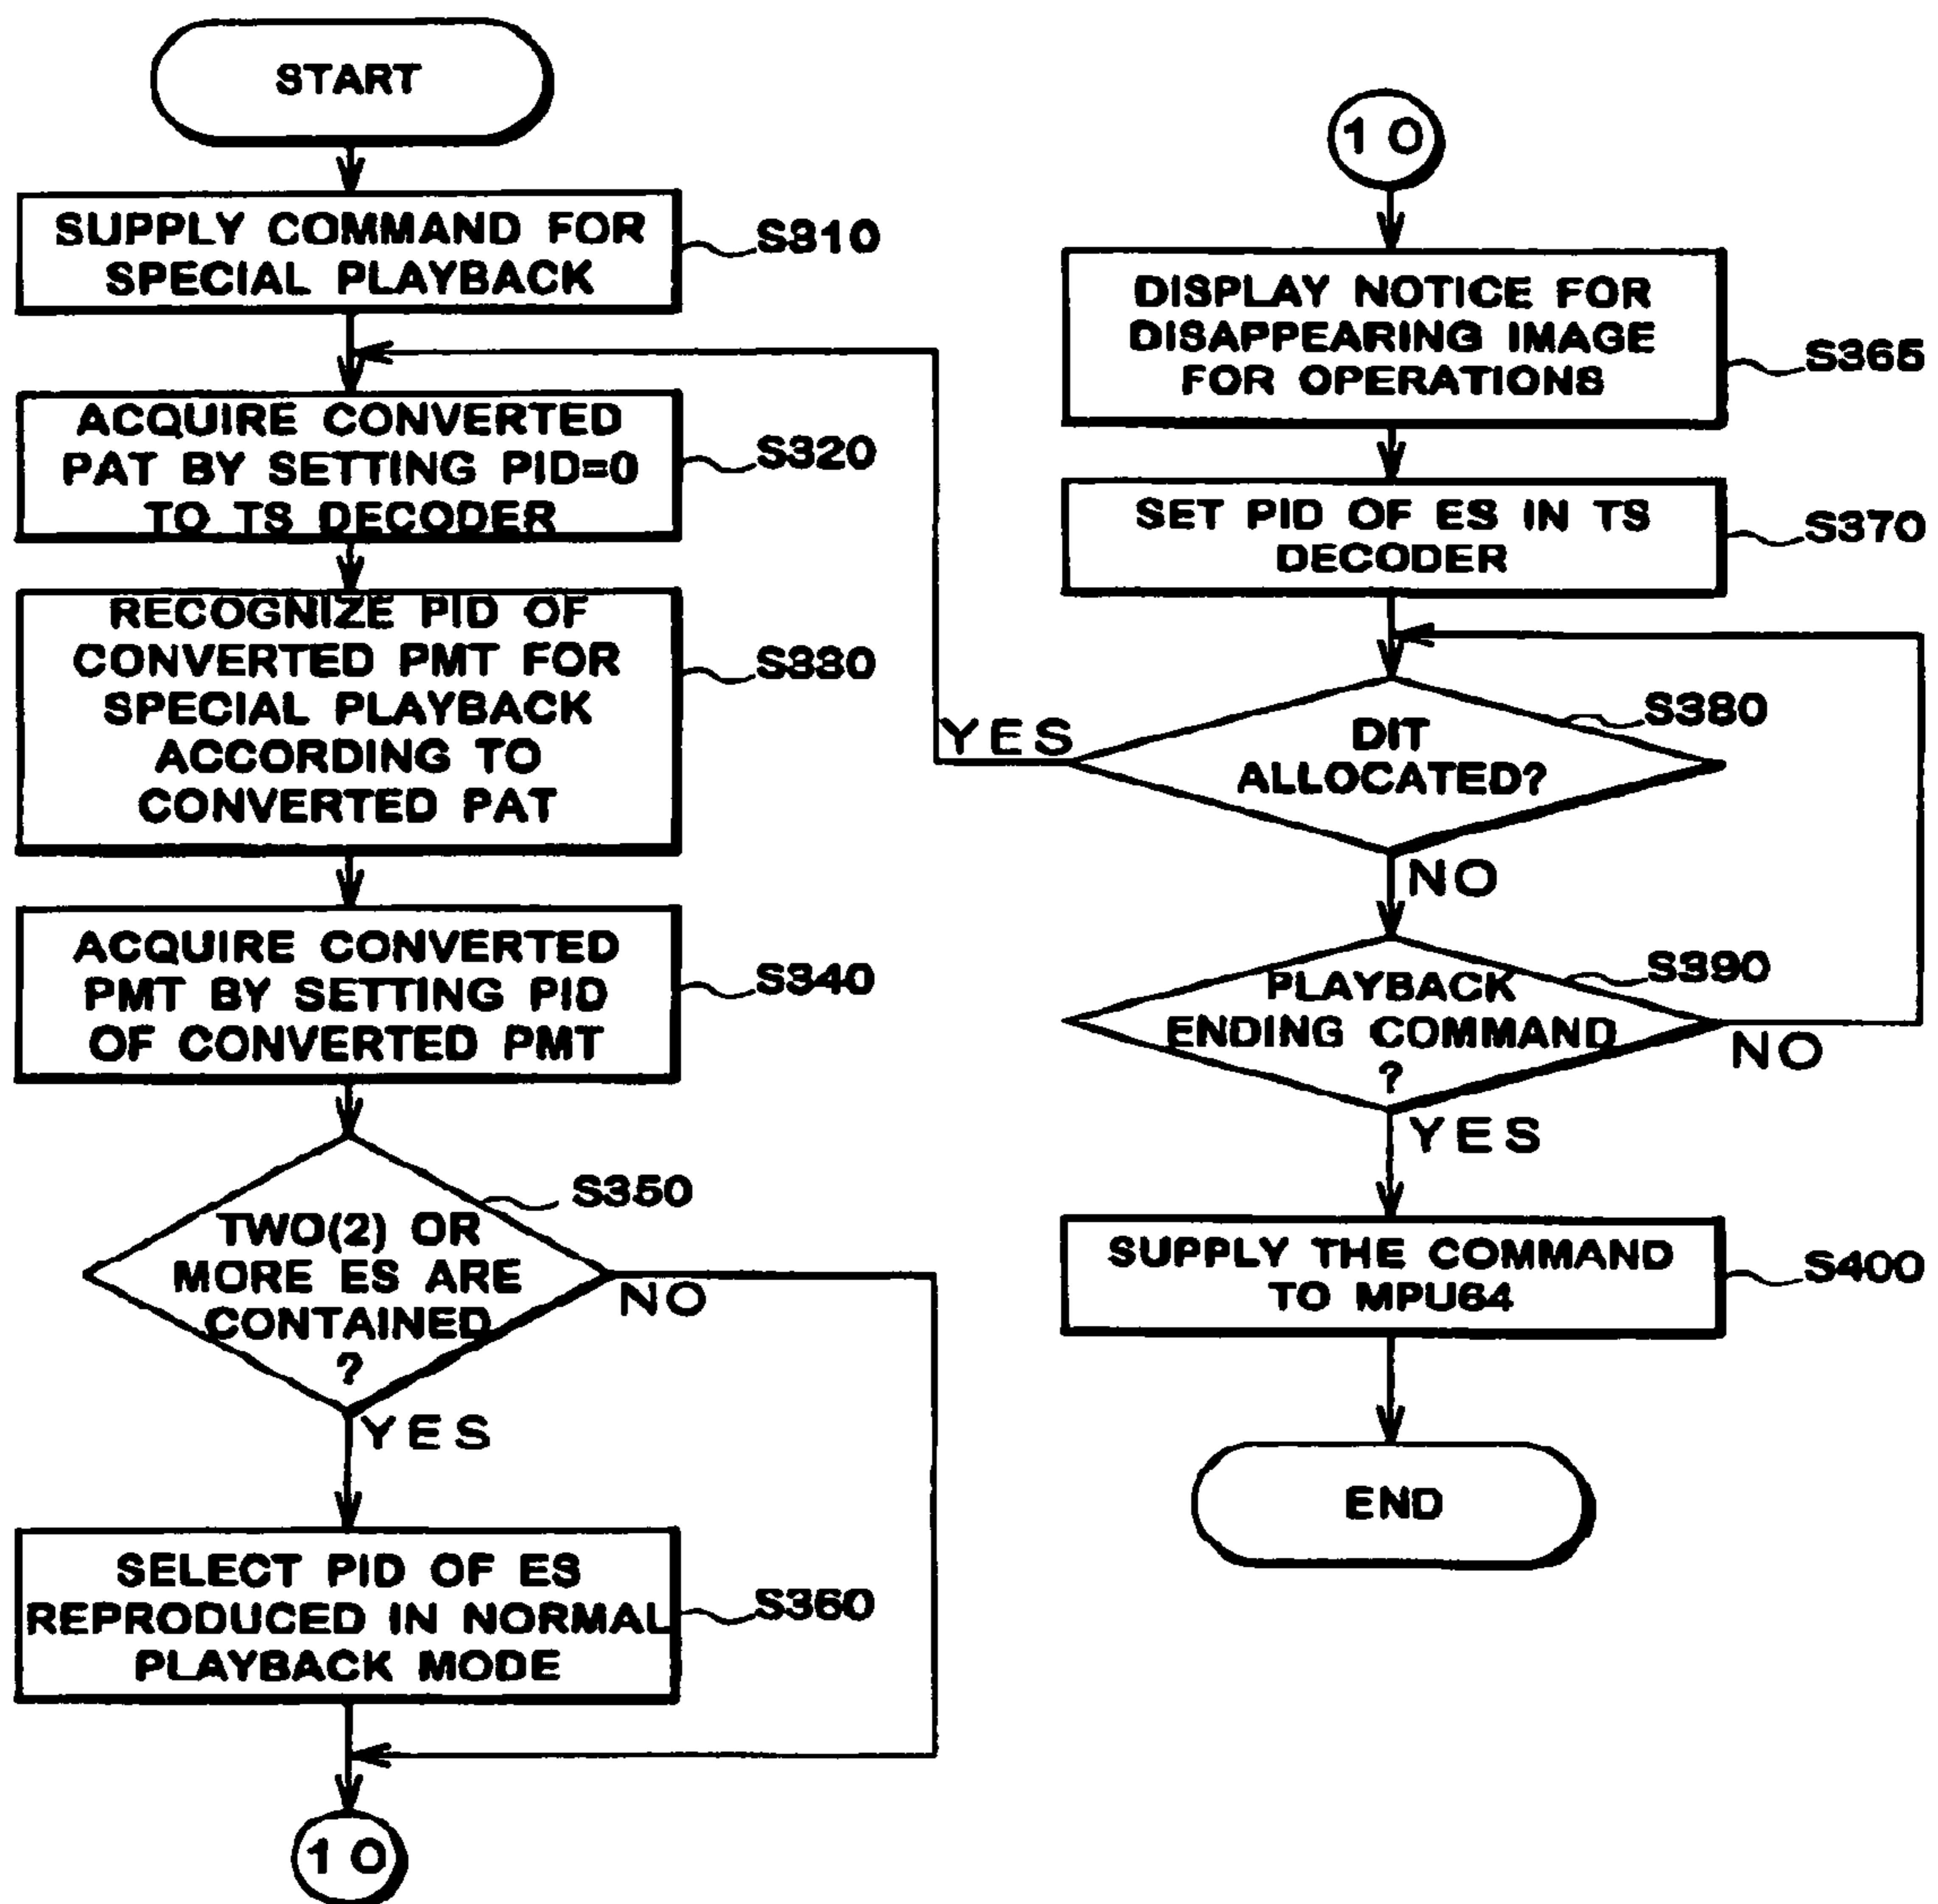 START
SUPPLY COMMAND FOR
SPECIAL PLAYBACK
S310
ACQUIRE CONVERTED
PAT BY SETTING PID=0
TO TS DECODER
S320
RECOGNIZE PID OF
CONVERTED PMT FOR
SPECIAL PLAYBACK
ACCORDING TO
CONVERTED PAT
S330
ACQUIRE CONVERTED
PMT BY SETTING PID
OF CONVERTED PMT
S340
S350
TWO(2) OR
MORE ES ARE
CONTAINED
?
NO
YES
SELECT PID OF ES
REPRODUCED IN NORMAL
PLAYBACK MODE
S360
10
10
DISPLAY NOTICE FOR
DISAPPEARING IMAGE
FOR OPERATIONS
S365
SET PID OF ES IN TS
DECODER
S370
S380
DIT
ALLOCATED?
YES
NO
S390
PLAYBACK
ENDING COMMAND
?
NO
YES
SUPPLY THE COMMAND
TO MPU64
S400
END